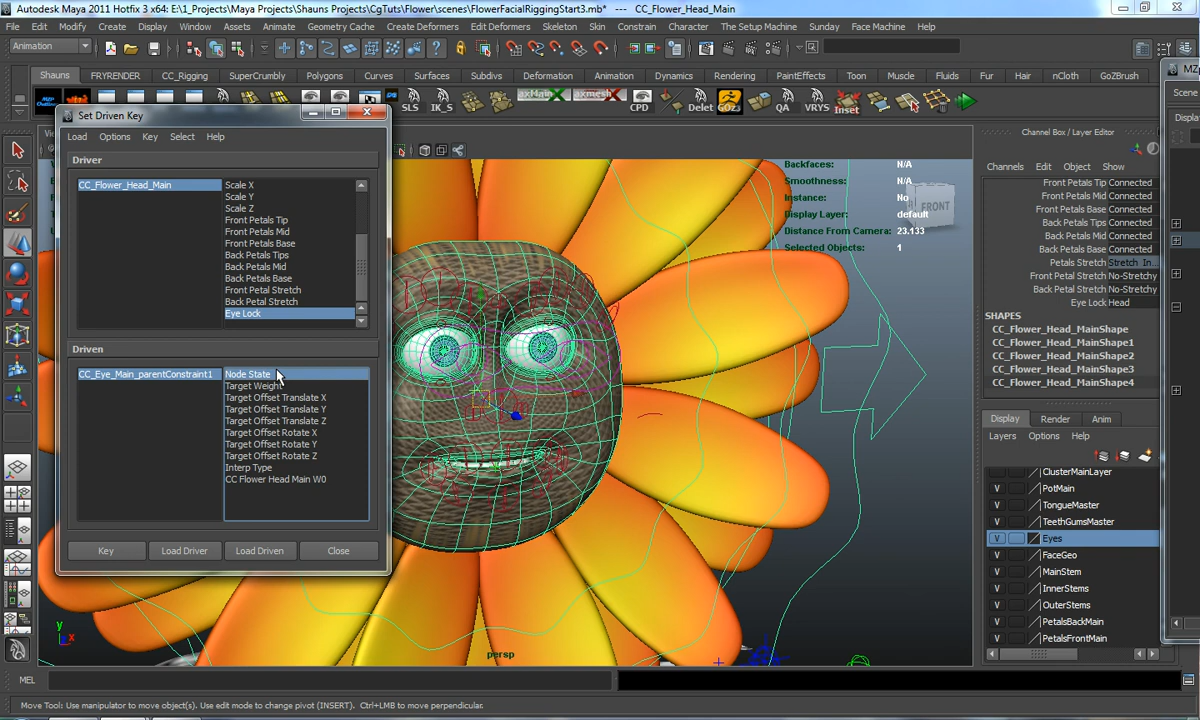 Autodesk Maya 2011 Hotfix 3 x64: E:\1_Projects\Maya Projects\Shauns Projects\CgTuts\Flower\scenes\FlowerFacialRiggingStart3.mb* --- CC_Flower_Head_Main
File Edit Modify Create Display Window Assets Animate Geometry Cache Create Deformers Edit Deformers Skeleton Skin Constrain Character The Setup Machine Sunday Face Machine Help
Animation
Shauns FRYRENDER CC_Rigging SuperCrumbly Polygons Curves Surfaces Subdivs Deformation Animation Dynamics Rendering PaintEffects Toon Muscle Fluids Fur Hair nCloth GoZBrush
SLS IK_S axMain axmesh CPD Delet GOZ QA VRYS Inset
Set Driven Key
Load Options Key Select Help
Driver
CC_Flower_Head_Main
Scale X
Scale Y
Scale Z
Front Petals Tip
Front Petals Mid
Front Petals Base
Back Petals Tips
Back Petals Mid
Back Petals Base
Front Petal Stretch
Back Petal Stretch
Eye Lock
Driven
CC_Eye_Main_parentConstraint1
Node State
Target Weight
Target Offset Translate X
Target Offset Translate Y
Target Offset Translate Z
Target Offset Rotate X
Target Offset Rotate Y
Target Offset Rotate Z
Interp Type
CC Flower Head Main W0
Key Load Driver Load Driven Close
Backfaces: N/A
Smoothness: N/A
Instance: No
Display Layer: default
Distance From Camera: 23.133
Selected Objects: 1
FRONT
persp
y
x
Channel Box / Layer Editor
Channels Edit Object Show
Front Petals Tip Connected
Front Petals Mid Connected
Front Petals Base Connected
Back Petals Tips Connected
Back Petals Mid Connected
Back Petals Base Connected
Petals Stretch Stretch In...
Front Petal Stretch No-Stretchy
Back Petal Stretch No-Stretchy
Eye Lock Head
SHAPES
CC_Flower_Head_MainShape
CC_Flower_Head_MainShape1
CC_Flower_Head_MainShape2
CC_Flower_Head_MainShape3
CC_Flower_Head_MainShape4
Display Render Anim
Layers Options Help
ClusterMainLayer
V PotMain
V TongueMaster
V TeethGumsMaster
V Eyes
V FaceGeo
V MainStem
V InnerStems
V OuterStems
V PetalsBackMain
V PetalsFrontMain
Scene
Display
MEL
Move Tool: Use manipulator to move object(s). Use edit mode to change pivot (INSERT). Ctrl+LMB to move perpendicular.